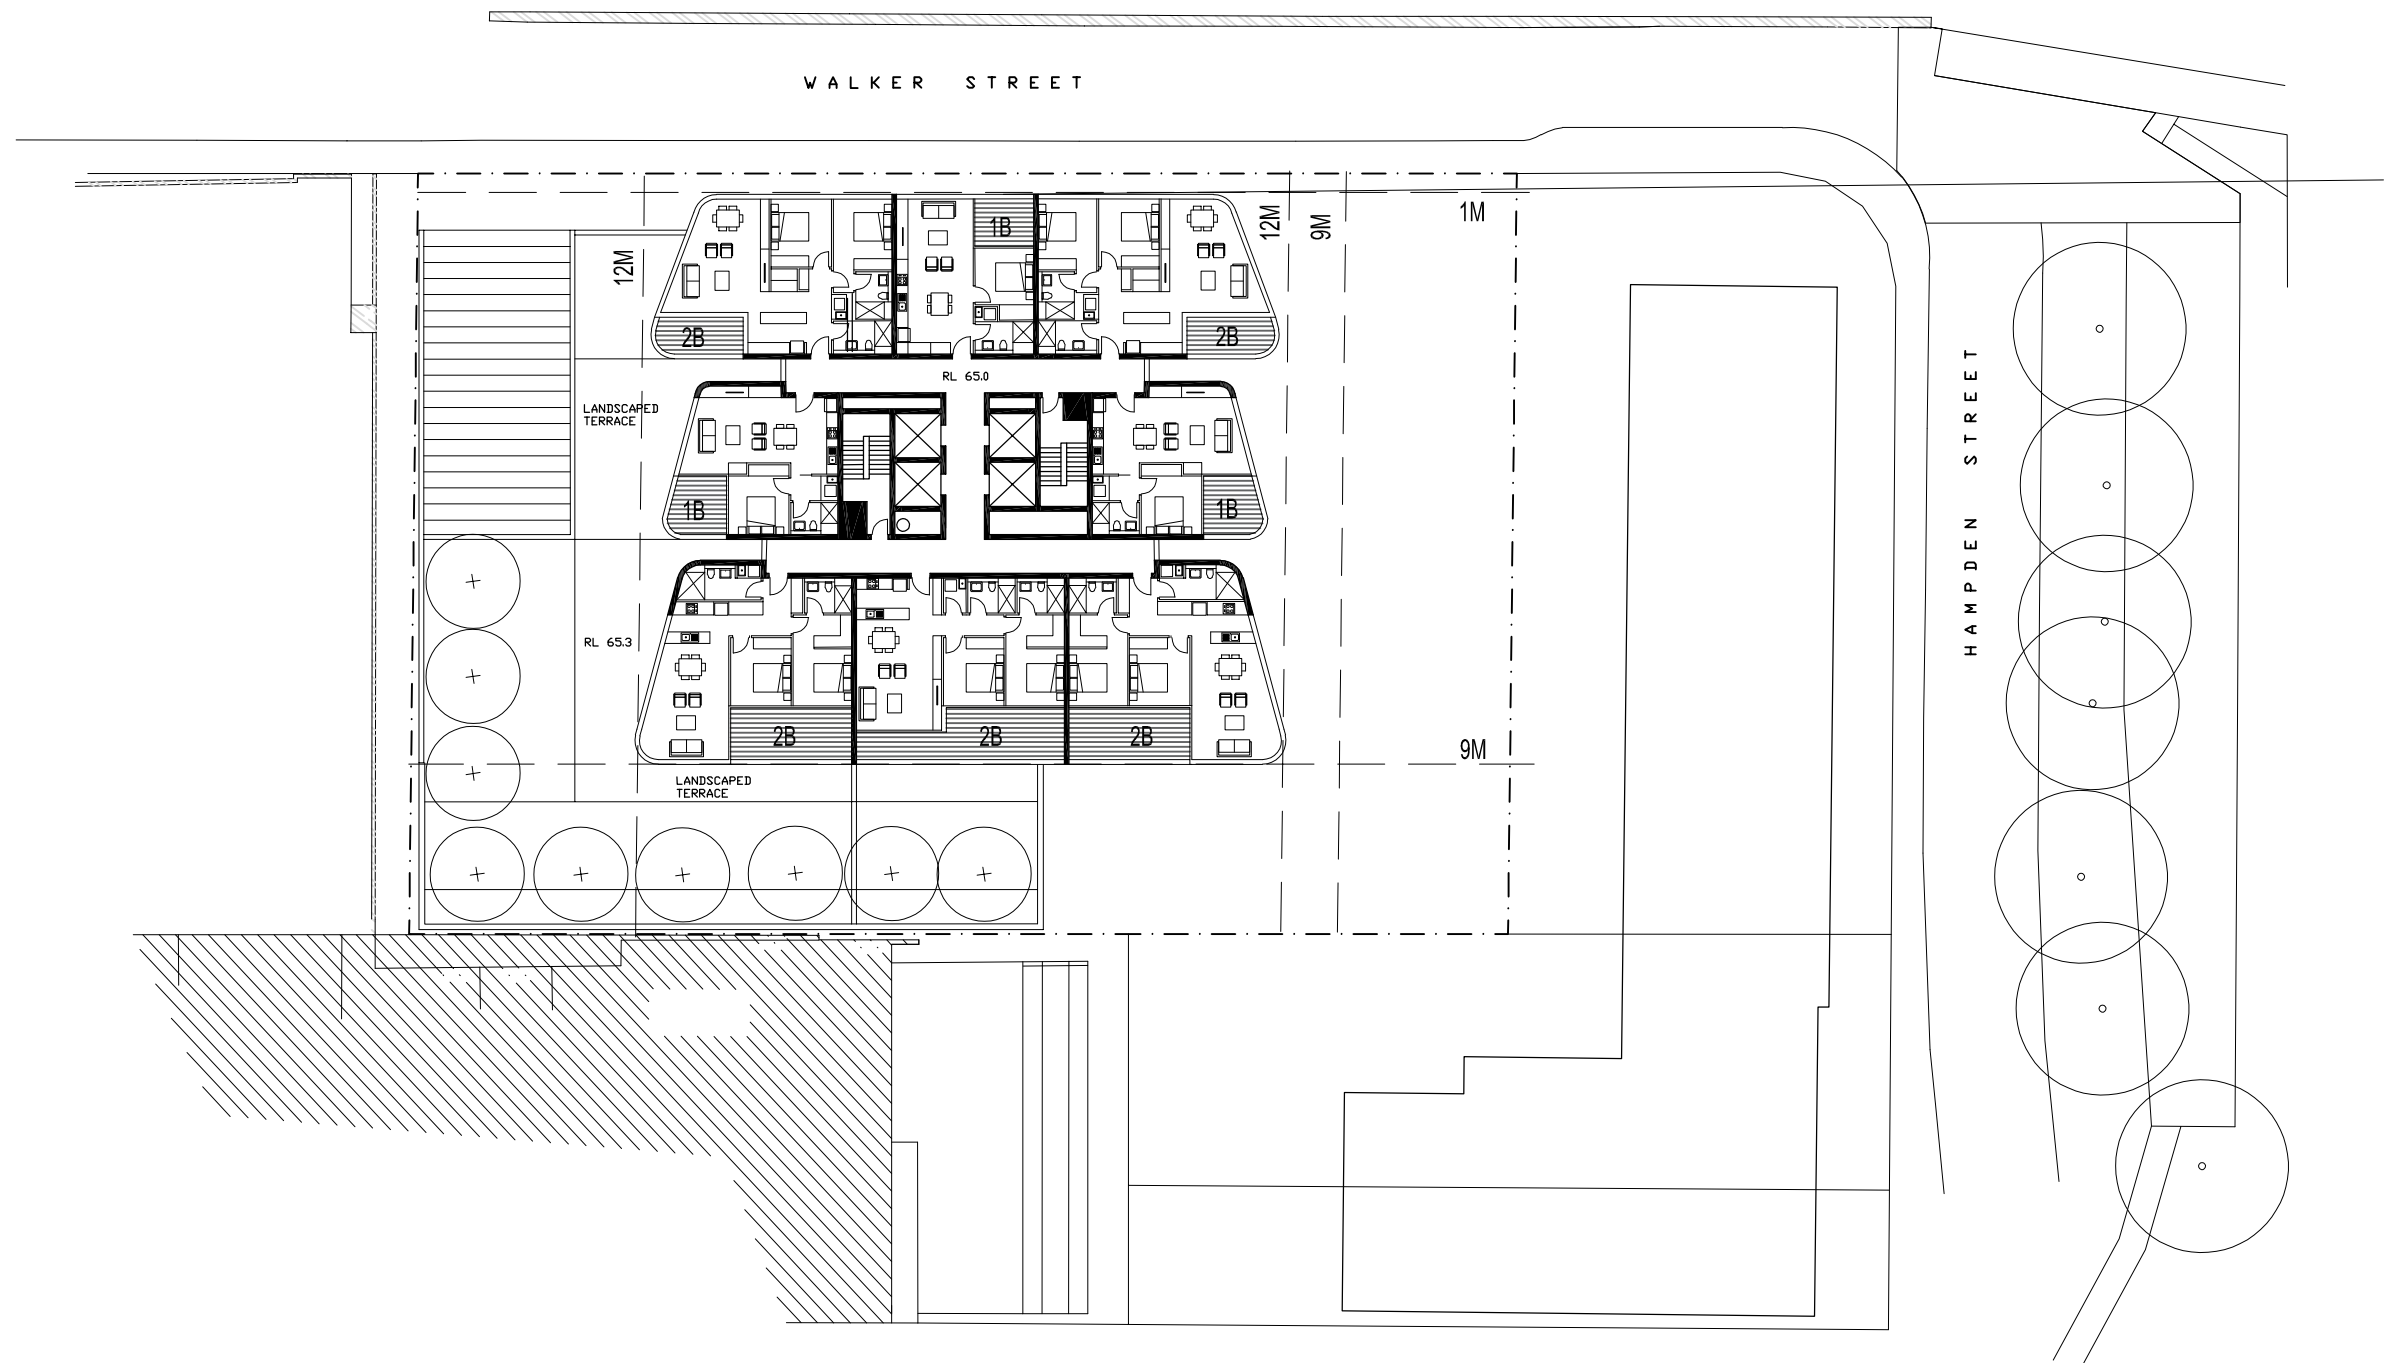 WALKER STREET
1M
12M
9M
1B
12M
2B
2B
RL 65.0
LANDSCAPED
TERRACE
1B
1B
HAMPDEN STREET
RL 65.3
2B
2B
2B
9M
LANDSCAPED
TERRACE